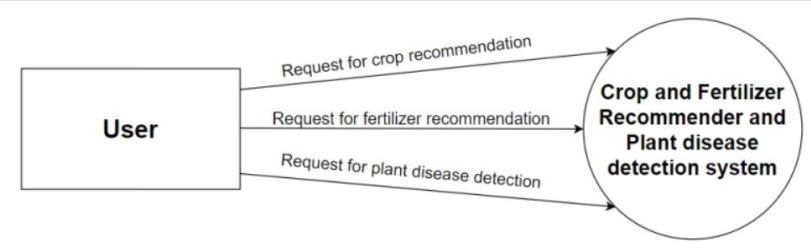 User
Request for crop recommendation
Request for fertilizer recommendation
Request for plant disease detection
Crop and Fertilizer
Recommender and
Plant disease
detection system